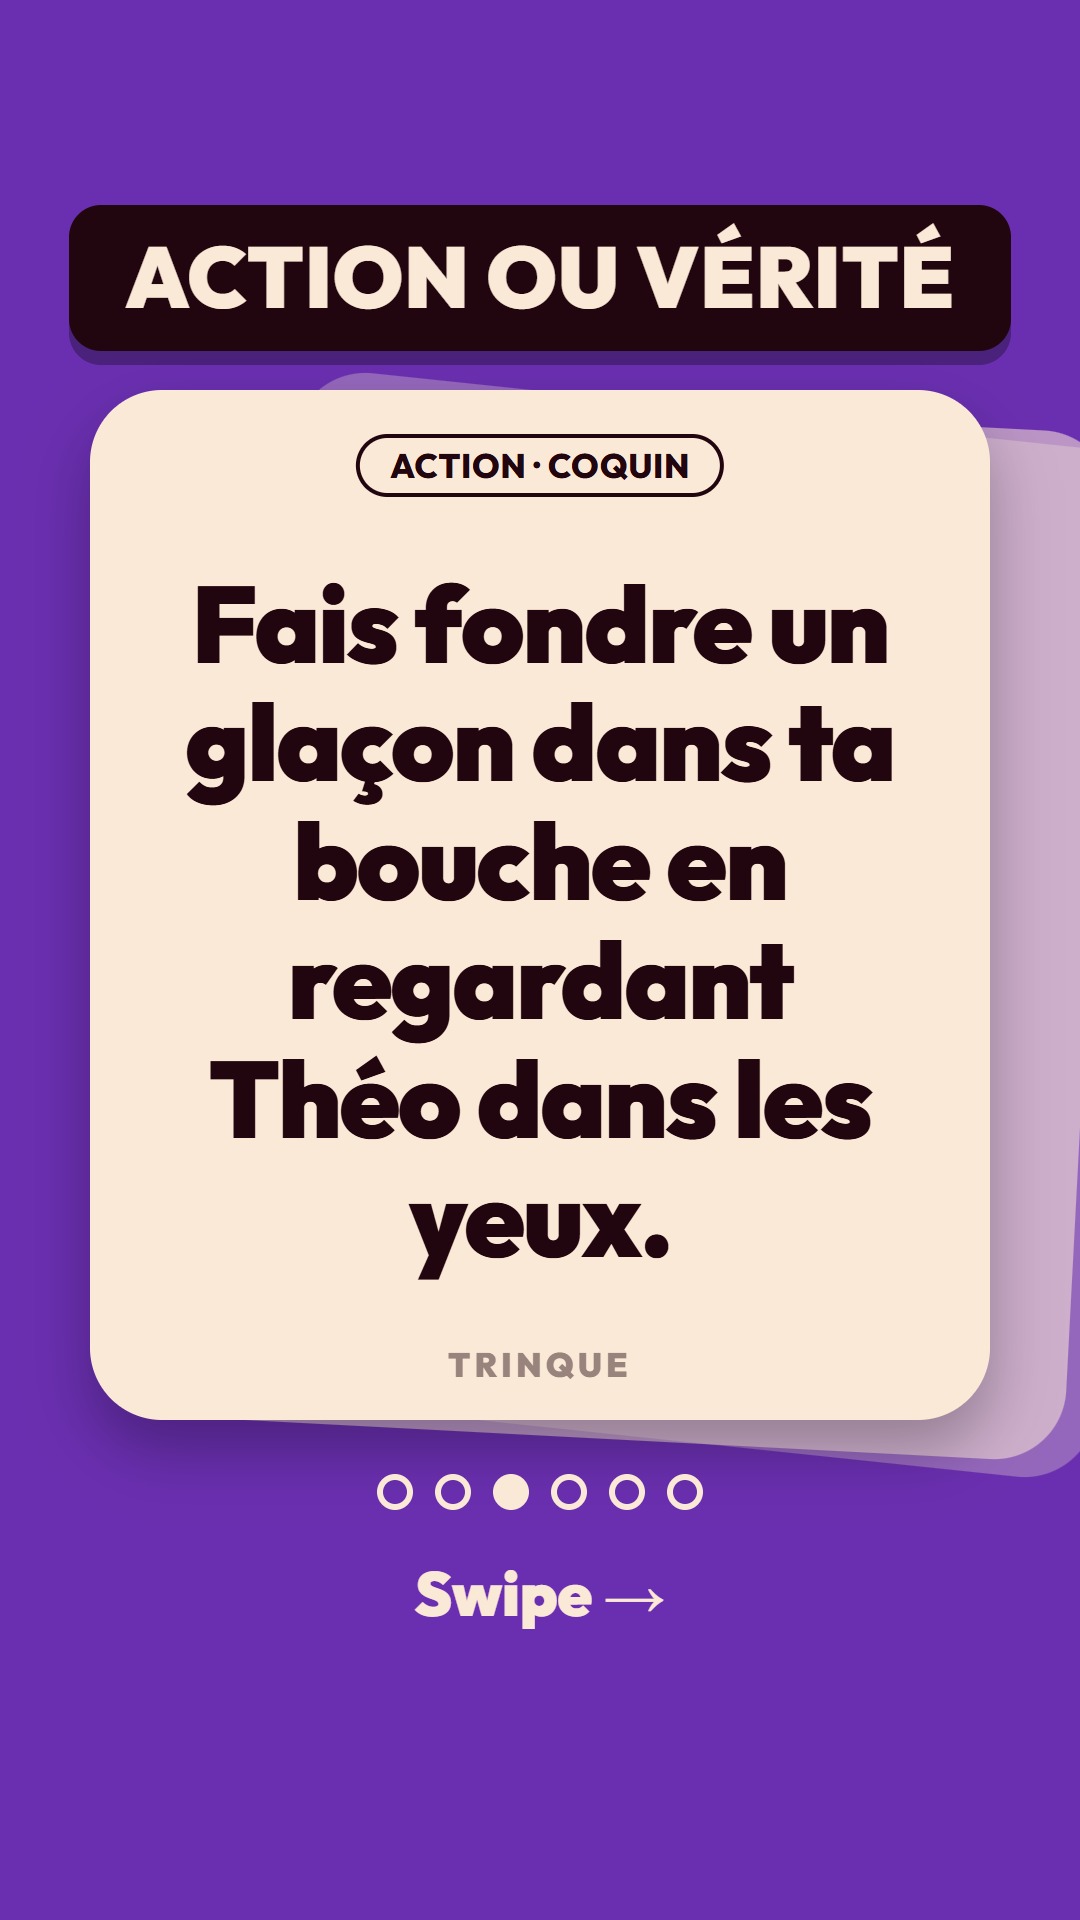 ACTION OU VÉRITÉ
ACTION · COQUIN
Fais fondre un
glaçon dans ta
bouche en
regardant
Théo dans les
yeux.
TRINQUE
Swipe →